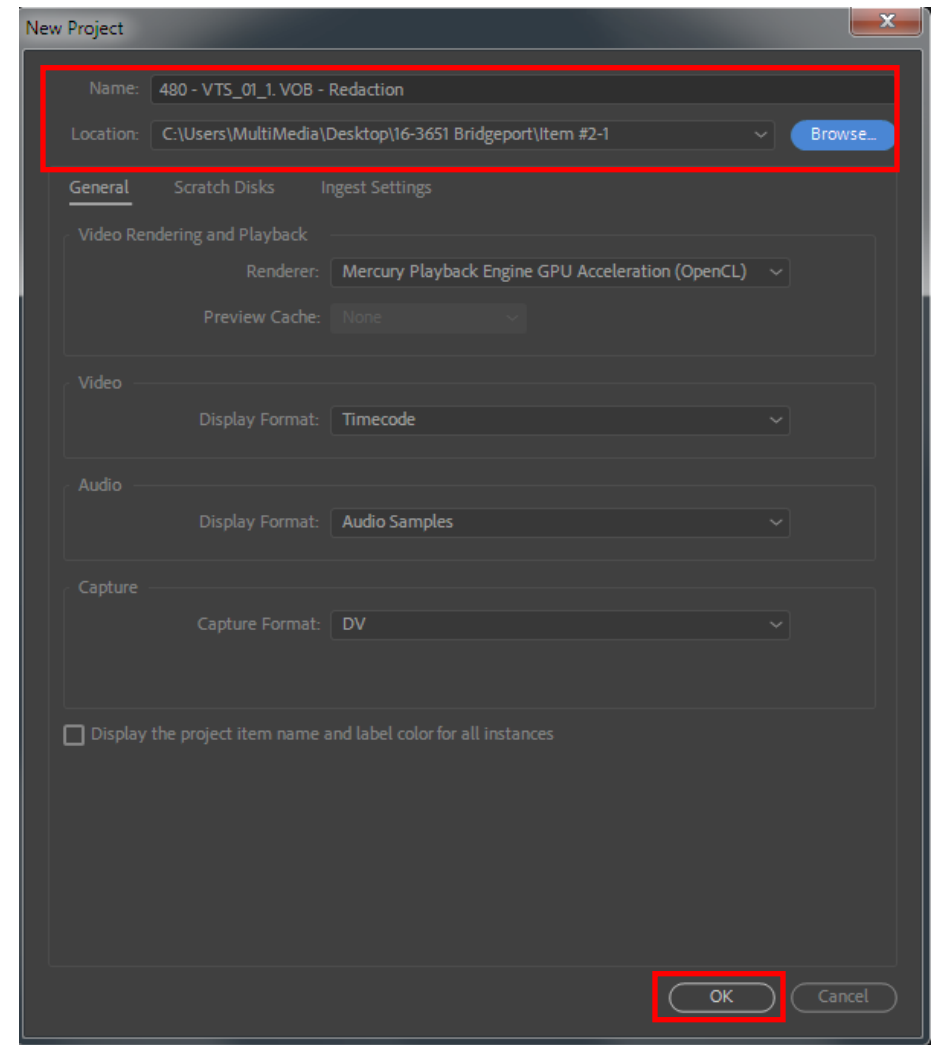 New Project
Name: 480 - VTS_01_1. VOB - Redaction
Location: C:\Users\MultiMedia\Desktop\16-3651 Bridgeport\Item #2-1 Browse...
General Scratch Disks Ingest Settings
Video Rendering and Playback
Renderer: Mercury Playback Engine GPU Acceleration (OpenCL)
Preview Cache: None
Video
Display Format: Timecode
Audio
Display Format: Audio Samples
Capture
Capture Format: DV
Display the project item name and label color for all instances
OK Cancel